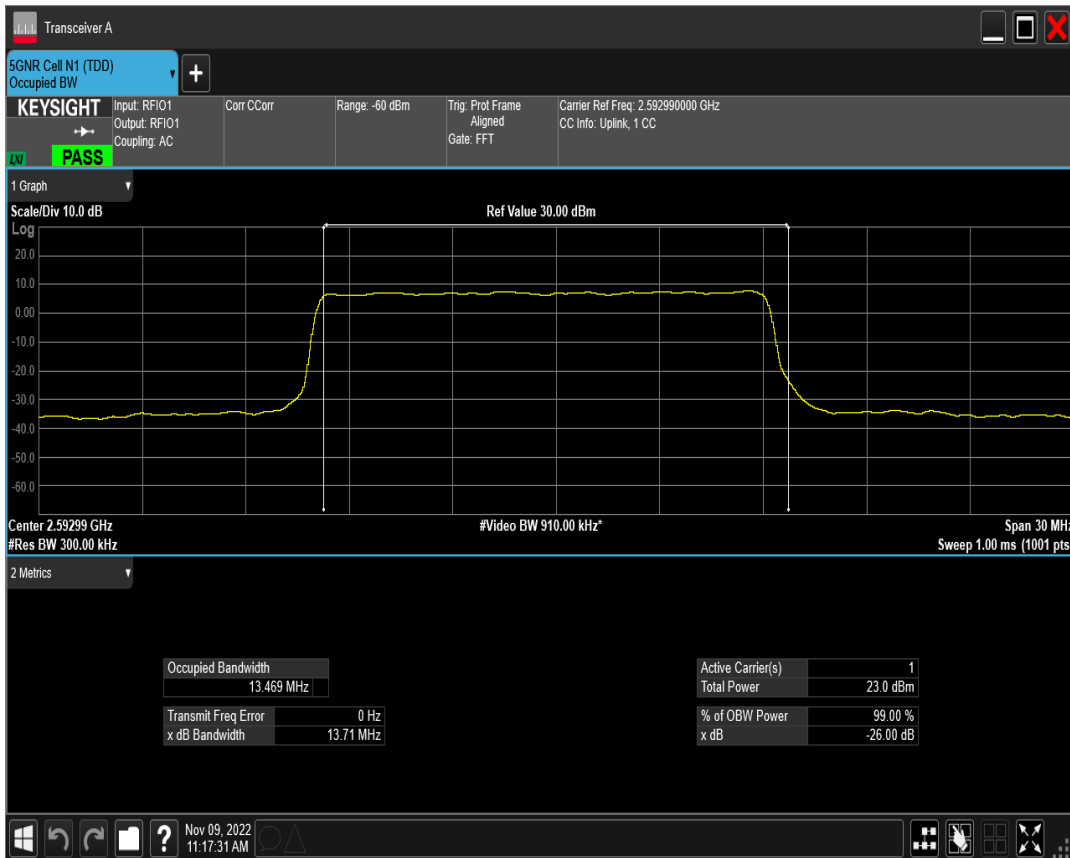 Transceiver A
5GNR Cell N1 (TDD)
Occupied BW
+
KEYSIGHT
LXI
PASS
Input: RFIO1
Output: RFIO1
Coupling: AC
Corr CCorr
Range: -60 dBm
Trig: Prot Frame
Aligned
Gate: FFT
Carrier Ref Freq: 2.592990000 GHz
CC Info: Uplink, 1 CC
1 Graph
Scale/Div 10.0 dB
Ref Value 30.00 dBm
Log
20.0
10.0
0.00
-10.0
-20.0
-30.0
-40.0
-50.0
-60.0
Center 2.59299 GHz
#Video BW 910.00 kHz*
Span 30 MHz
#Res BW 300.00 kHz
Sweep 1.00 ms (1001 pts
2 Metrics
Occupied Bandwidth
13.469 MHz
Transmit Freq Error 0 Hz
x dB Bandwidth 13.71 MHz
Active Carrier(s) 1
Total Power 23.0 dBm
% of OBW Power 99.00 %
x dB -26.00 dB
?
Nov 09, 2022
11:17:31 AM